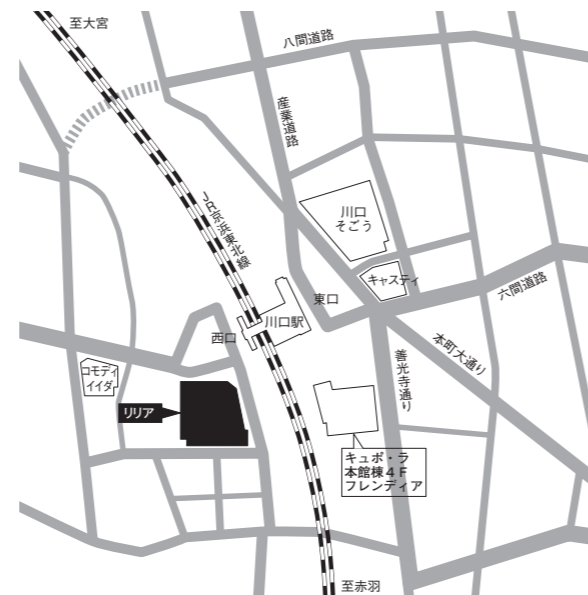 至大宮
八間道路
産業道路
JR京浜東北線
川口
そごう
キャスティ
六間道路
東口
川口駅
西口
本町大通り
善光寺通り
コモディ
イイダ
リリア
キュポ・ラ
本館棟4F
フレンディア
至赤羽